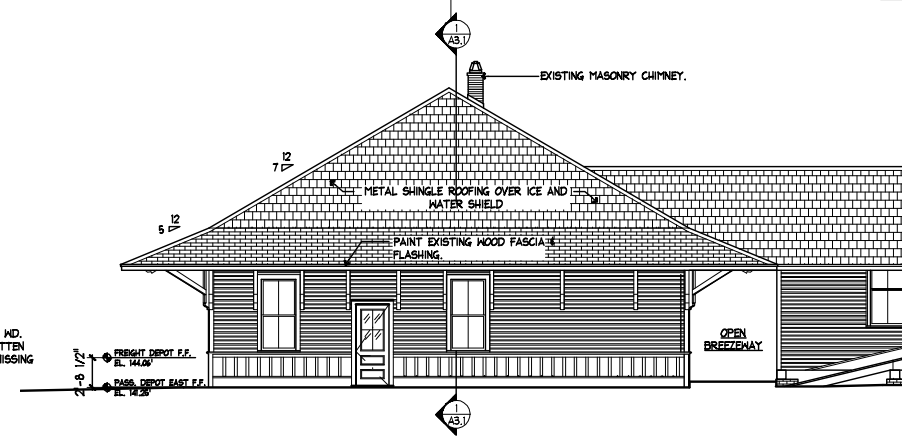 1
A3.1
EXISTING MASONRY CHIMNEY.
12
7
METAL SHINGLE ROOFING OVER ICE AND
WATER SHIELD
12
5
PAINT EXISTING WOOD FASCIA &
FLASHING.
WD.
TTEN
ISSING
OPEN
BREEZEWAY
FREIGHT DEPOT F.F.
EL. 144.06'
2'-8 1/2"
PASS. DEPOT EAST F.F.
EL. 141.35'
1
A3.1